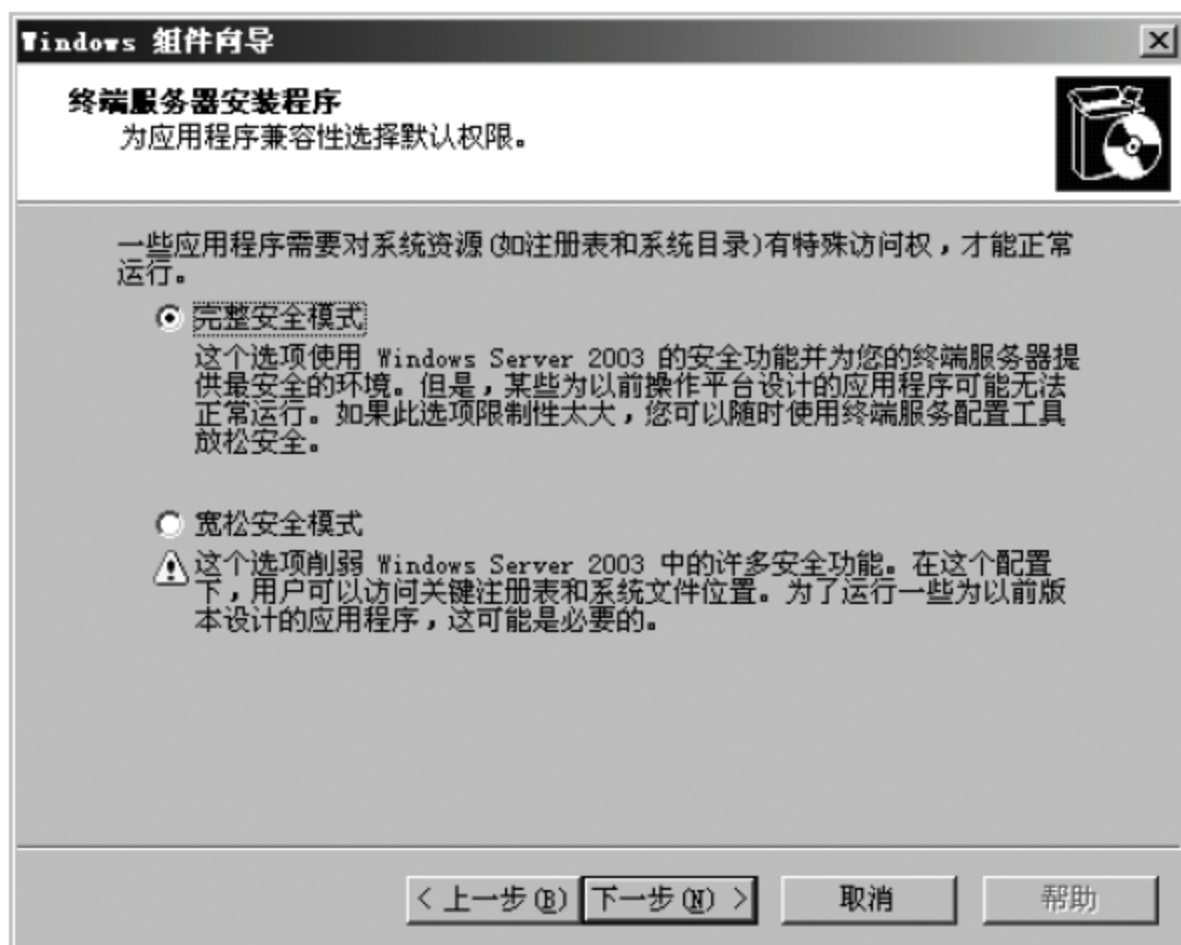 Windows 组件向导
终端服务器安装程序
为应用程序兼容性选择默认权限。
一些应用程序需要对系统资源(如注册表和系统目录)有特殊访问权，才能正常
运行。
完整安全模式
这个选项使用 Windows Server 2003 的安全功能并为您的终端服务器提
供最安全的环境。但是，某些为以前操作平台设计的应用程序可能无法
正常运行。如果此选项限制性太大，您可以随时使用终端服务配置工具
放松安全。
宽松安全模式
这个选项削弱 Windows Server 2003 中的许多安全功能。在这个配置
下，用户可以访问关键注册表和系统文件位置。为了运行一些为以前版
本设计的应用程序，这可能是必要的。
< 上一步(B) 下一步(N) > 取消 帮助